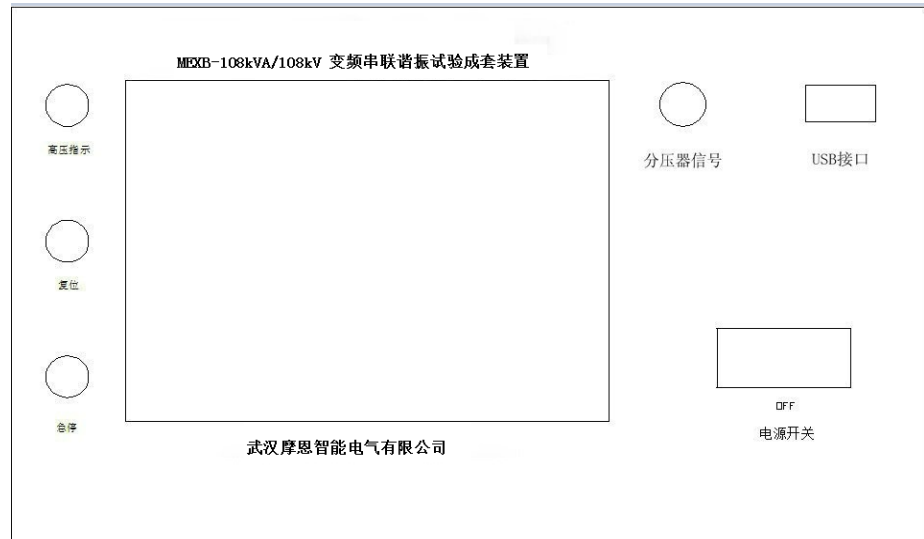 MEXB-108kVA/108kV 变频串联谐振试验成套装置
高压指示
分压器信号
USB接口
复位
急停
OFF
电源开关
武汉摩恩智能电气有限公司